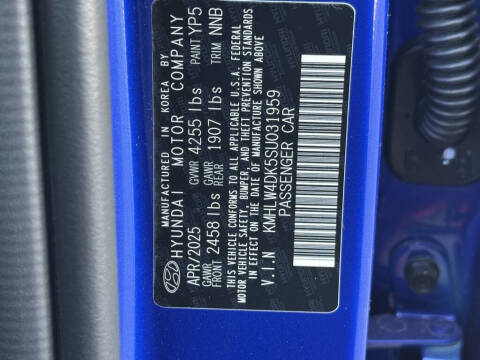 MANUFACTURED IN KOREA BY
HYUNDAI MOTOR COMPANY
APR/2025 GVWR 4255 lbs PAINT YP5
GAWR FRONT 2458 lbs GAWR REAR 1907 lbs TRIM NNB
THIS VEHICLE CONFORMS TO ALL APPLICABLE U.S.A. FEDERAL
MOTOR VEHICLE SAFETY, BUMPER, AND THEFT PREVENTION STANDARDS
IN EFFECT ON THE DATE OF MANUFACTURE SHOWN ABOVE
V.I.N KMHLW4DK5SU031959
PASSENGER CAR